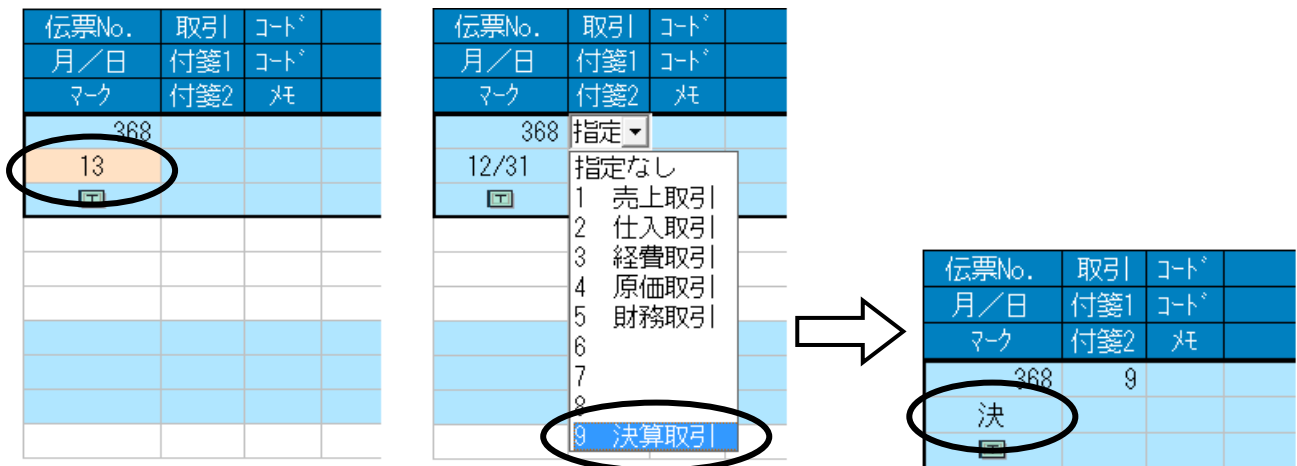 伝票No. 取引 ｺｰﾄﾞ
月／日 付箋1 ｺｰﾄﾞ
ﾏｰｸ 付箋2 ﾒﾓ
368
13
T
伝票No. 取引 ｺｰﾄﾞ
月／日 付箋1 ｺｰﾄﾞ
ﾏｰｸ 付箋2 ﾒﾓ
368 指定
12/31
T
指定なし
1 売上取引
2 仕入取引
3 経費取引
4 原価取引
5 財務取引
6
7
8
9 決算取引
伝票No. 取引 ｺｰﾄﾞ
月／日 付箋1 ｺｰﾄﾞ
ﾏｰｸ 付箋2 ﾒﾓ
368 9
決
T